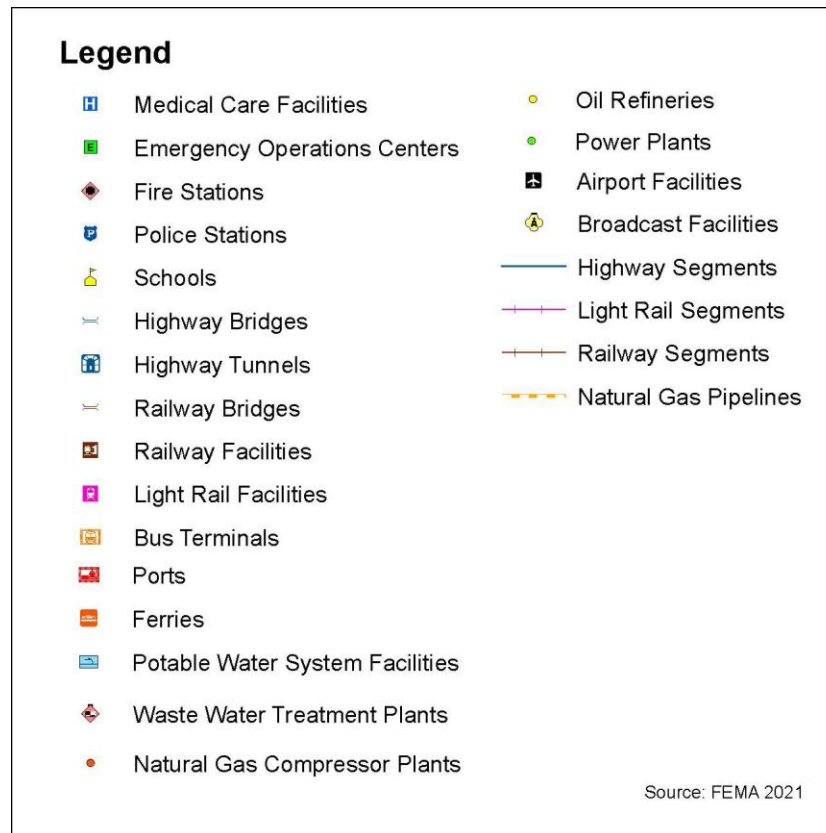 Legend
Medical Care Facilities
Emergency Operations Centers
Fire Stations
Police Stations
Schools
Highway Bridges
Highway Tunnels
Railway Bridges
Railway Facilities
Light Rail Facilities
Bus Terminals
Ports
Ferries
Potable Water System Facilities
Waste Water Treatment Plants
Natural Gas Compressor Plants
Oil Refineries
Power Plants
Airport Facilities
Broadcast Facilities
Highway Segments
Light Rail Segments
Railway Segments
Natural Gas Pipelines
Source: FEMA 2021